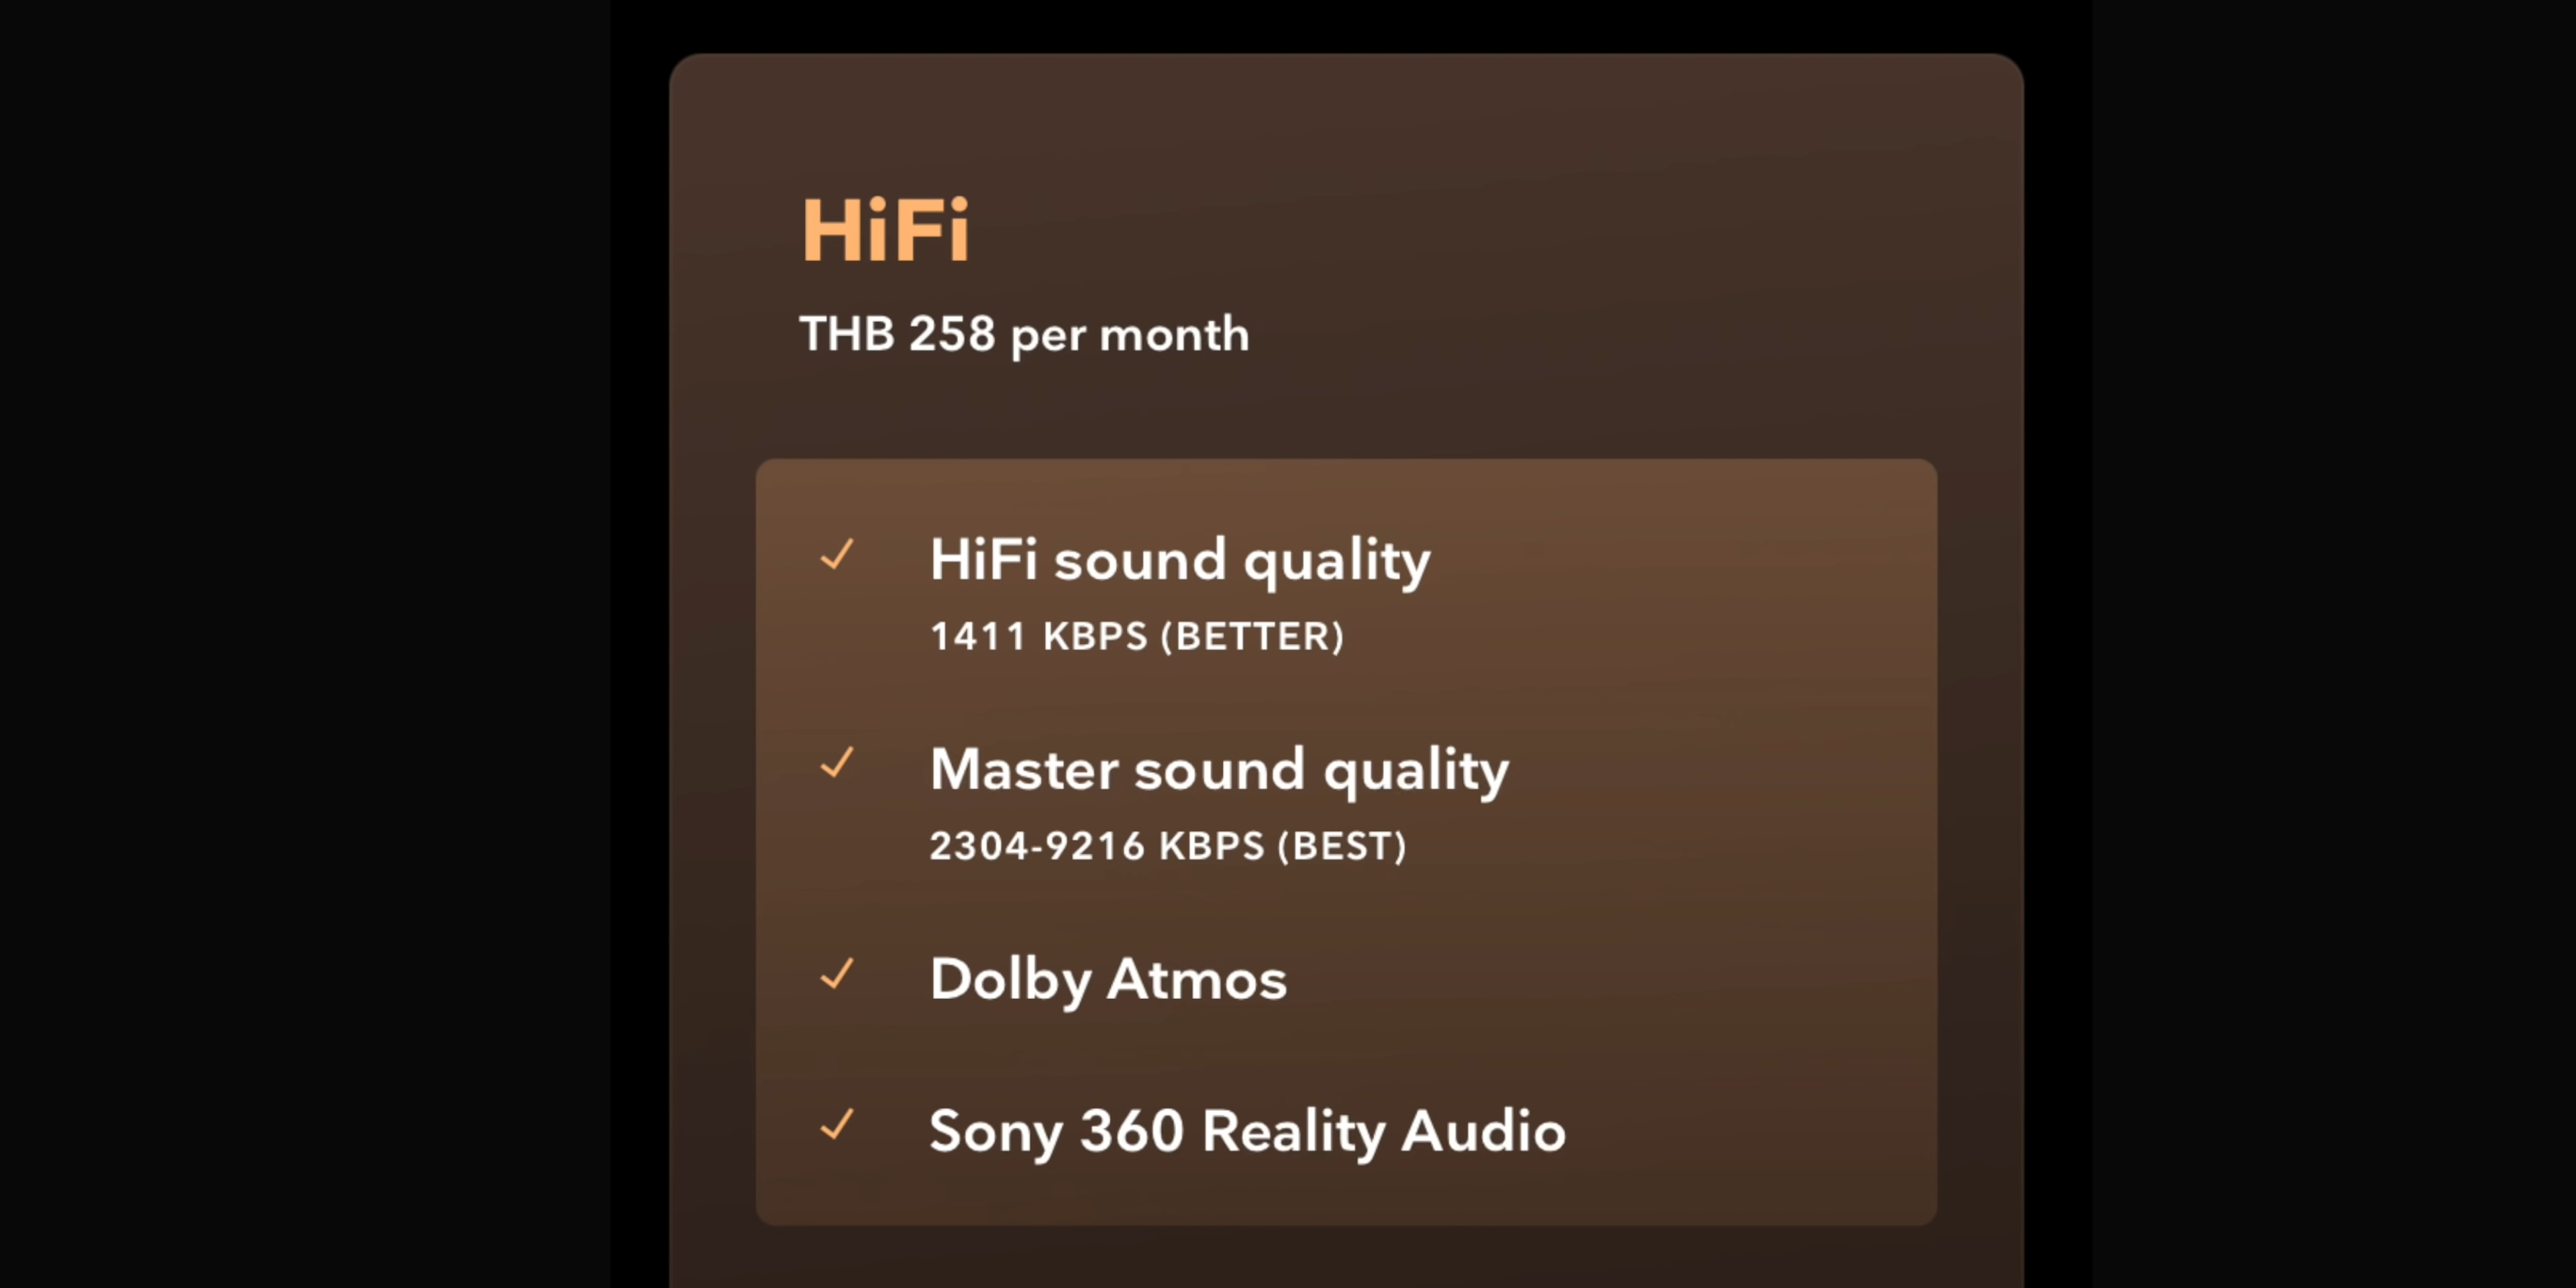 HiFi
THB 258 per month
HiFi sound quality
1411 KBPS (BETTER)
Master sound quality
2304-9216 KBPS (BEST)
Dolby Atmos
Sony 360 Reality Audio